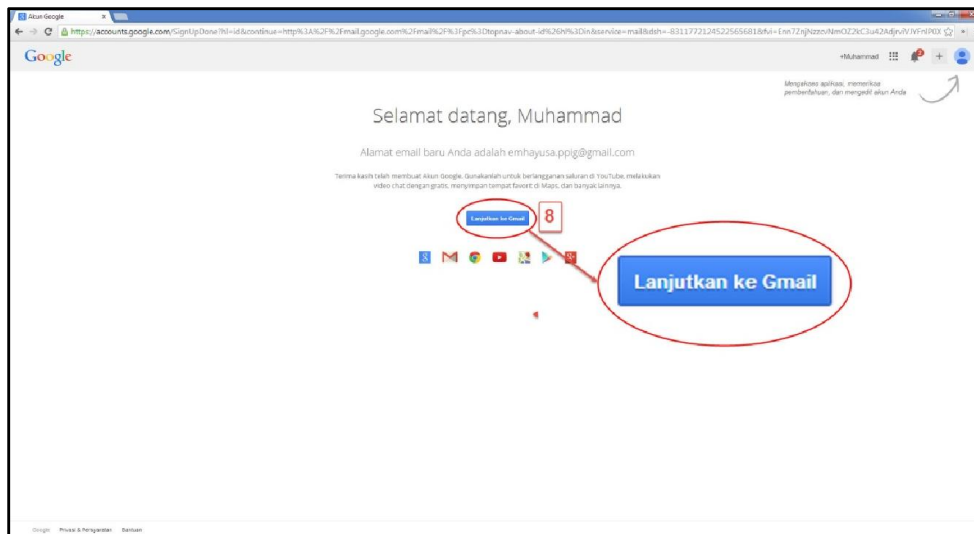 Akun Google
https://accounts.google.com/SignUpDone?hl=id&continue=http%3A%2F%2Fmail.google.com%2Fmail%2F%3Fpc%3Dtopnav-about-id%26hl%3Din&service=mail&dsh=-8311772124522565681&
Google
+Muhammad
Mengakses aplikasi, memeriksa
pemberitahuan, dan mengedit akun Anda
Selamat datang, Muhammad
Alamat email baru Anda adalah emhayusa.ppig@gmail.com
Terima kasih telah membuat Akun Google. Gunakanlah untuk berlangganan saluran di YouTube, melakukan
video chat dengan gratis, menyimpan tempat favorit di Maps, dan banyak lainnya.
Lanjutkan ke Gmail
8
Lanjutkan ke Gmail
Google Privasi & Persyaratan Bantuan